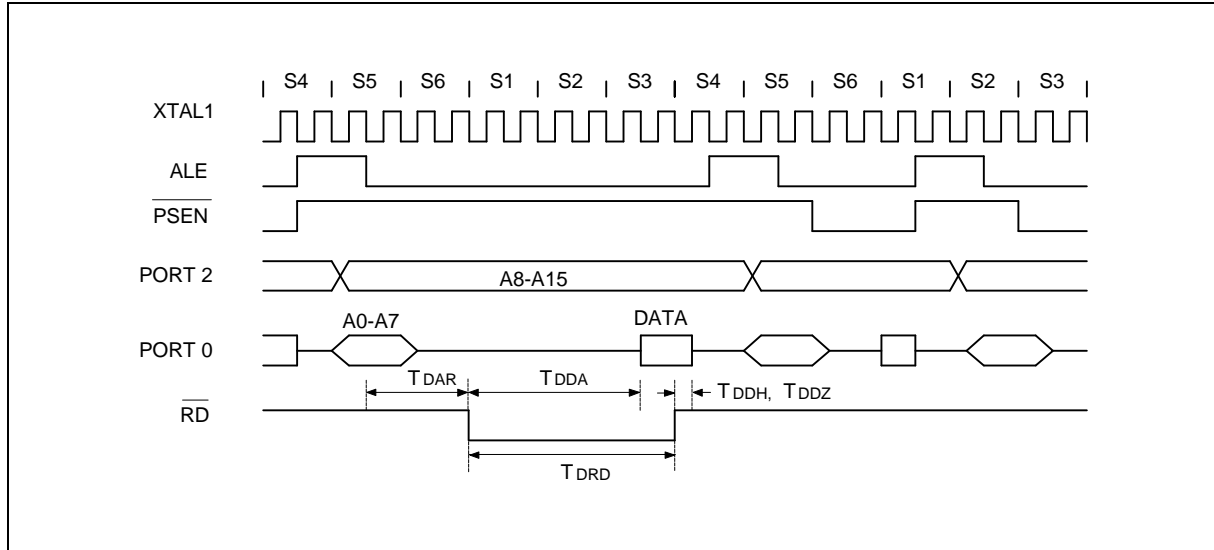 S4 S5 S6 S1 S2 S3 S4 S5 S6 S1 S2 S3
XTAL1
ALE
PSEN
PORT 2
A8-A15
A0-A7
DATA
PORT 0
TDAR
TDDA
TDDH, TDDZ
RD
TDRD